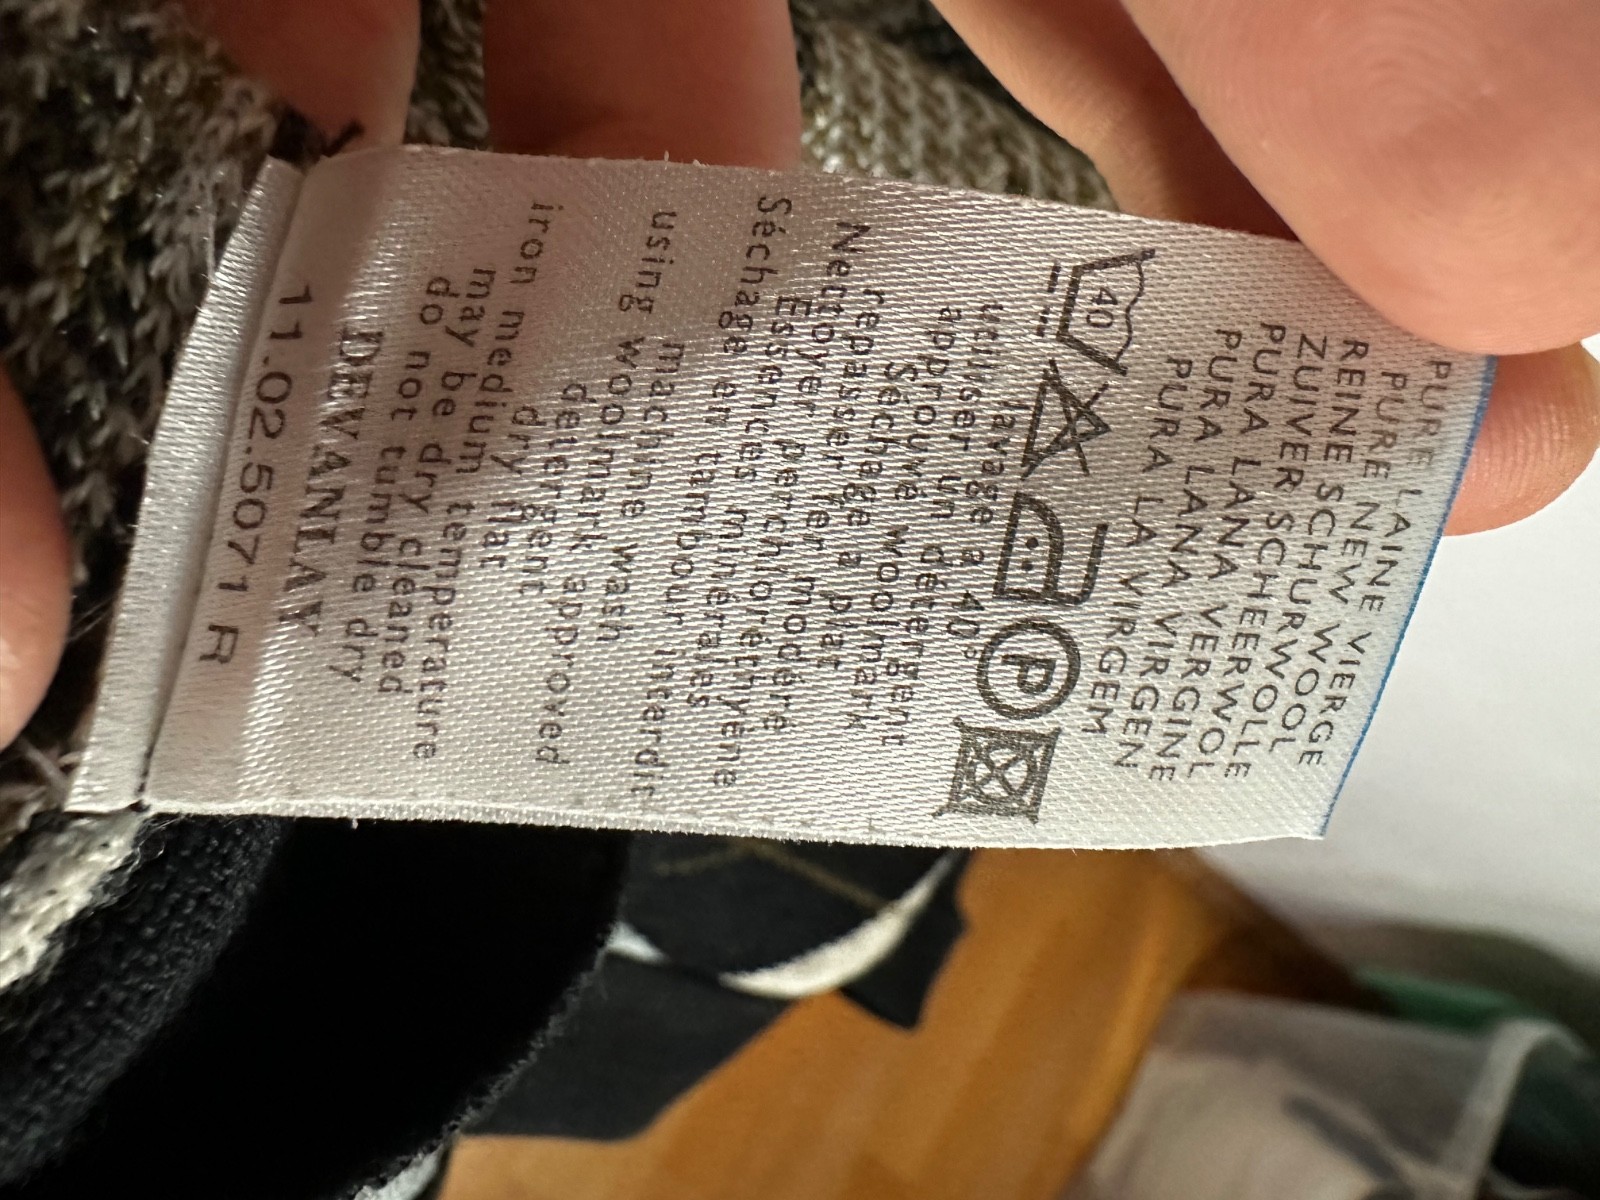 PURE LAINE VIERGE
PURE NEW WOOL
REINE SCHURWOLLE
ZUIVER SCHEERWOL
PURA LANA VERGINE
PURA LANA VIRGEN
PURA LA VIRGEM
40
P
lavage a 40°
utiliser un détergent
approuvé woolmark
Séchage a plat
repasser fer modéré
Nettoyer perchloréthyène
Essences minérales
Séchage en tambour interdit
machine wash
using woolmark approved
detergent
dry flat
iron medium temperature
may be dry cleaned
do not tumble dry
DEVANLAY
11.02.5071 R